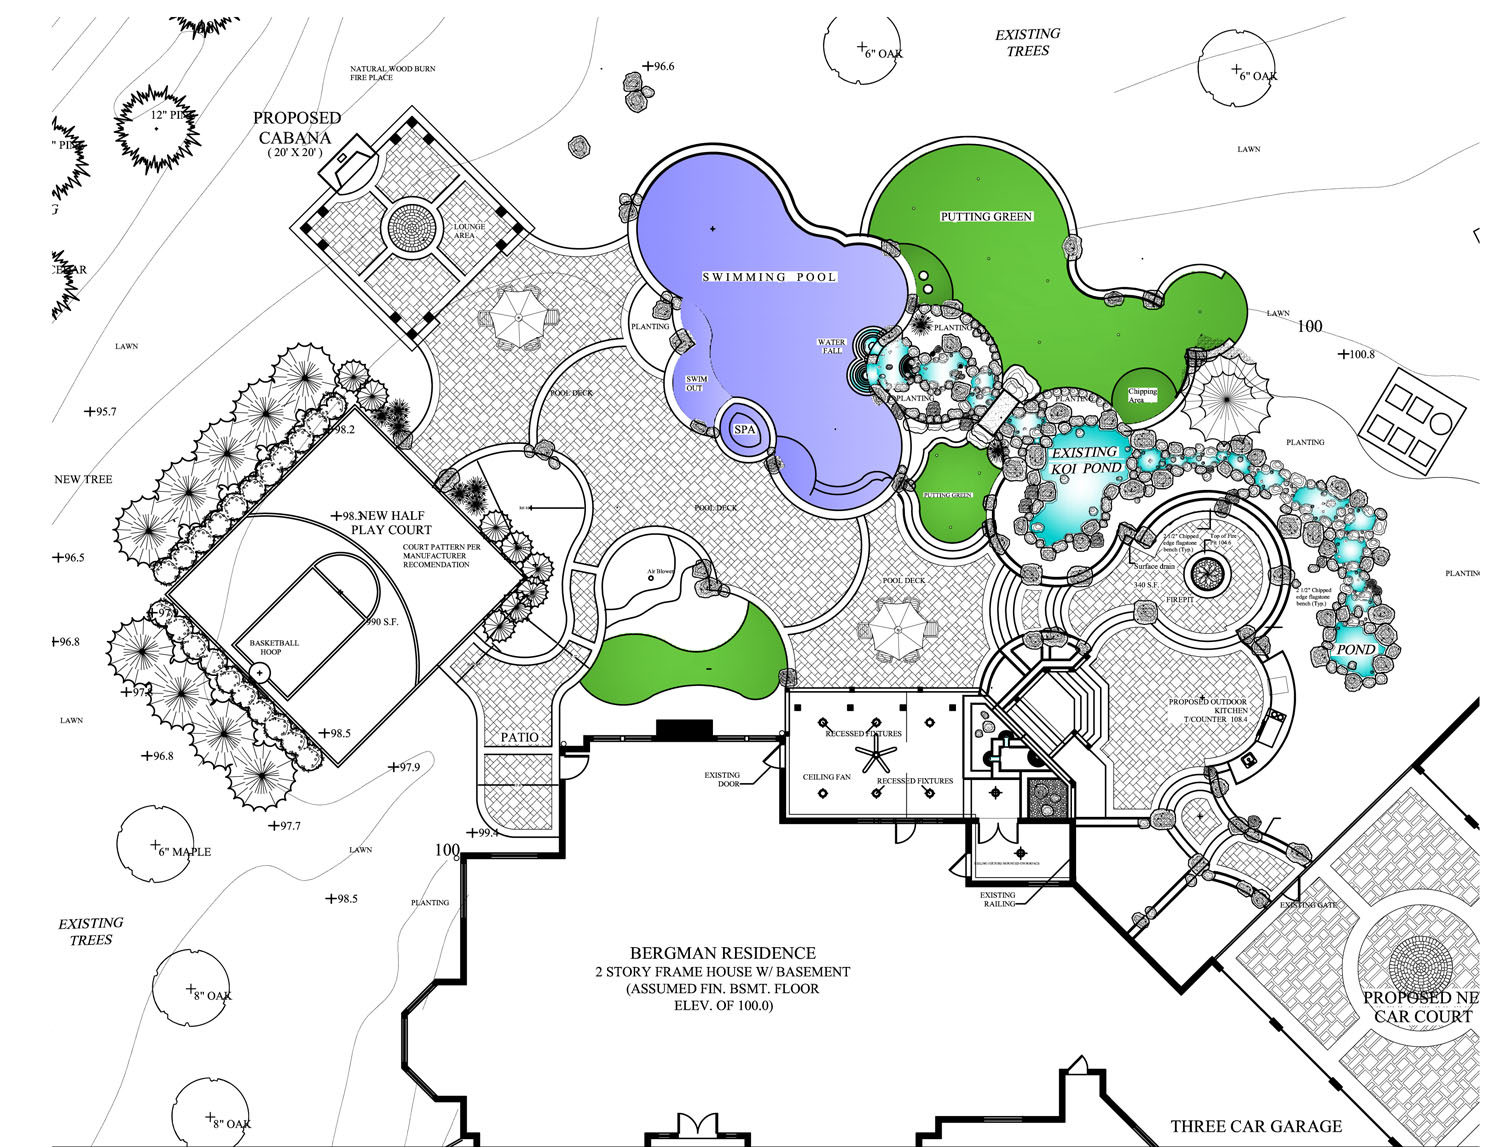 EXISTING
TREES
6" OAK
6" OAK
+96.6
NATURAL WOOD BURN
FIRE PLACE
12" PINE
PROPOSED
CABANA
( 20' X 20' )
LAWN
LOUNGE
AREA
PUTTING GREEN
SWIMMING POOL
PLANTING
PLANTING
WATER
FALL
LAWN
100
+100.8
LAWN
SWIM
OUT
POOL DECK
PLANTING
PLANTING
Chipping
Area
+95.7
+98.2
SPA
EXISTING
KOI POND
PLANTING
NEW TREE
PUTTING GREEN
POOL DECK
NEW HALF
PLAY COURT
COURT PATTERN PER
MANUFACTURER
RECOMENDATION
2 1/2" Chipped
edge flagstone
bench (Typ.)
Top of Fire
Pit 104.6
Surface drain
340 S.F.
FIREPIT
2 1/2" Chipped
edge flagstone
bench (Typ.)
+96.5
Air Blower
POOL DECK
PLANTING
990 S.F.
+96.8
BASKETBALL
HOOP
POND
LAWN
PROPOSED OUTDOOR
KITCHEN
T/COUNTER 108.4
PATIO
+98.5
RECESSED FIXTURES
+96.8
+97.9
EXISTING
DOOR
CEILING FAN
RECESSED FIXTURES
+97.7
+99.4
100
LAWN
6" MAPLE
+98.5
PLANTING
EXISTING
RAILING
EXISTING GATE
EXISTING
TREES
BERGMAN RESIDENCE
2 STORY FRAME HOUSE W/ BASEMENT
(ASSUMED FIN. BSMT. FLOOR
ELEV. OF 100.0)
8" OAK
PROPOSED NE
CAR COURT
8" OAK
THREE CAR GARAGE